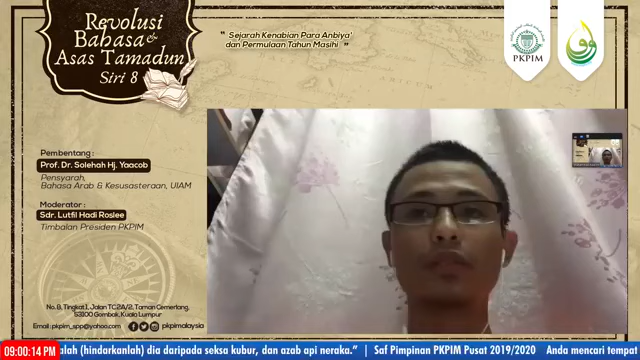 Revolusi
Bahasa &
Asas Tamadun
Siri 8
" Sejarah Kenabian Para Anbiya'
dan Permulaan Tahun Masihi "
PKPIM
Pembentang :
Prof. Dr. Solehah Hj. Yaacob
Pensyarah,
Bahasa Arab & Kesusasteraan, UIAM
Moderator :
Sdr. Lutfil Hadi Roslee
Timbalan Presiden PKPIM
No. 8, Tingkat 1, Jalan TC2A/2, Taman Cemerlang,
53100 Gombak, Kuala Lumpur
Email : pkpim_spp@yahoo.com pkpimalaysia
09:00:14 PM alah (hindarkanlah) dia daripada seksa kubur, dan azab api neraka." | Saf Pimpinan PKPIM Pusat 2019/2020 Anda mencari tempat